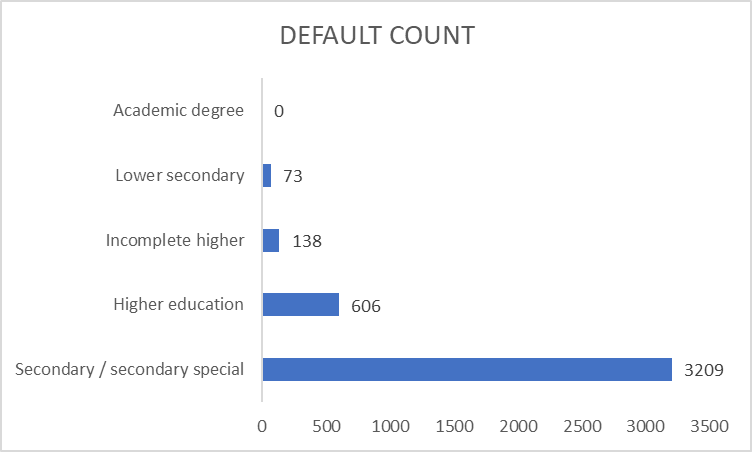 DEFAULT COUNT
Academic degree 0
Lower secondary 73
Incomplete higher 138
Higher education 606
Secondary / secondary special 3209
0 500 1000 1500 2000 2500 3000 3500